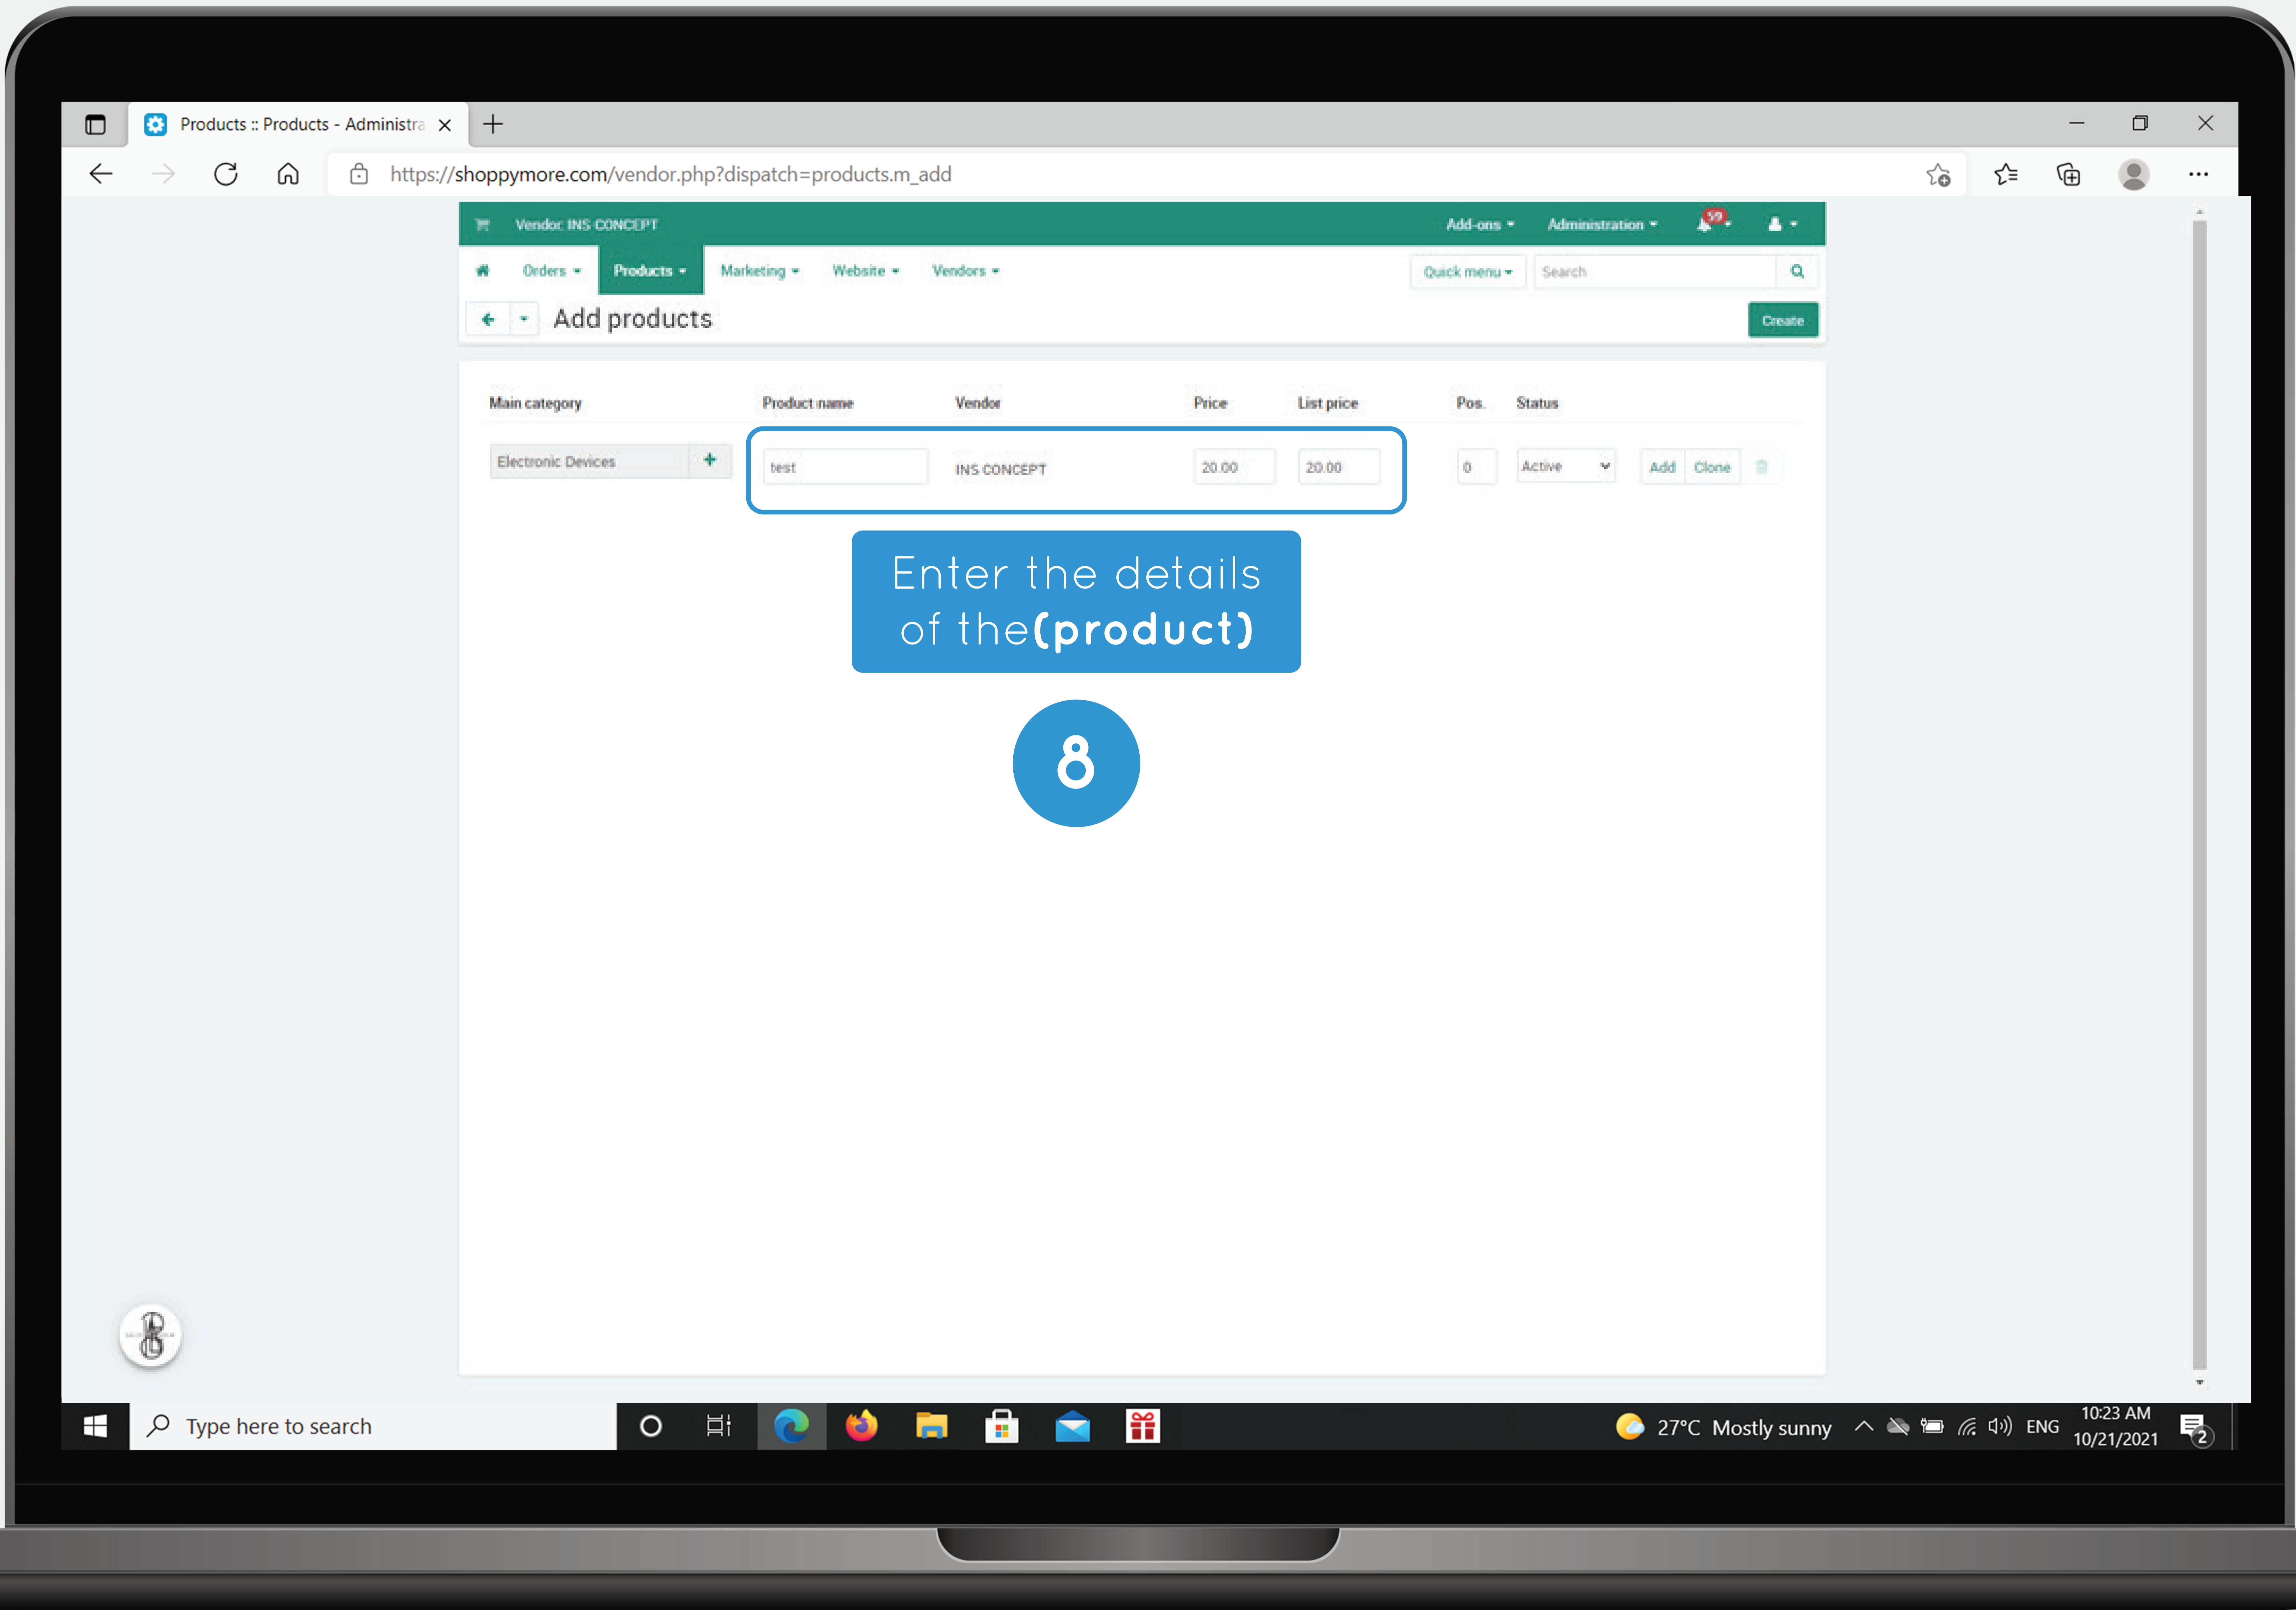 Products :: Products - Administra
https://shoppymore.com/vendor.php?dispatch=products.m_add
Vendor: INS CONCEPT Add-ons Administration 59
Orders Products Marketing Website Vendors Quick menu Search
Add products Create
Main category Product name Vendor Price List price Pos. Status
Electronic Devices test INS CONCEPT 20.00 20.00 0 Active Add Clone
Enter the details
of the(product)
8
Type here to search 27°C Mostly sunny ENG 10:23 AM
10/21/2021 2